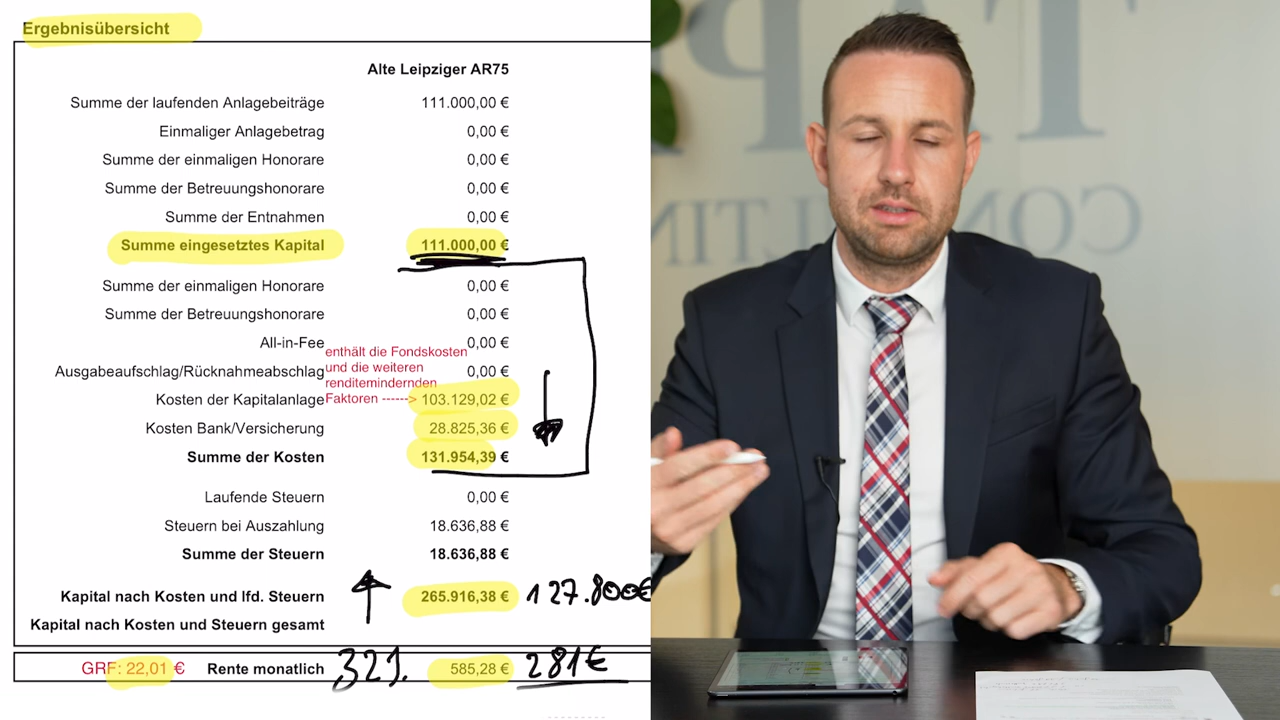 Ergebnisübersicht
Alte Leipziger AR75
Summe der laufenden Anlagebeiträge 111.000,00 €
Einmaliger Anlagebetrag 0,00 €
Summe der einmaligen Honorare 0,00 €
Summe der Betreuungshonorare 0,00 €
Summe der Entnahmen 0,00 €
Summe eingesetztes Kapital 111.000,00 €
Summe der einmaligen Honorare 0,00 €
Summe der Betreuungshonorare 0,00 €
All-in-Fee 0,00 €
enthält die Fondskosten
und die weiteren
renditemindernden
Faktoren ------>
Ausgabeaufschlag/Rücknahmeabschlag 0,00 €
Kosten der Kapitalanlage 103.129,02 €
Kosten Bank/Versicherung 28.825,36 €
Summe der Kosten 131.954,39 €
Laufende Steuern 0,00 €
Steuern bei Auszahlung 18.636,88 €
Summe der Steuern 18.636,88 €
Kapital nach Kosten und lfd. Steuern 265.916,38 € 127.800€
Kapital nach Kosten und Steuern gesamt
GRF: 22,01 € Rente monatlich 321. 585,28 € 281€